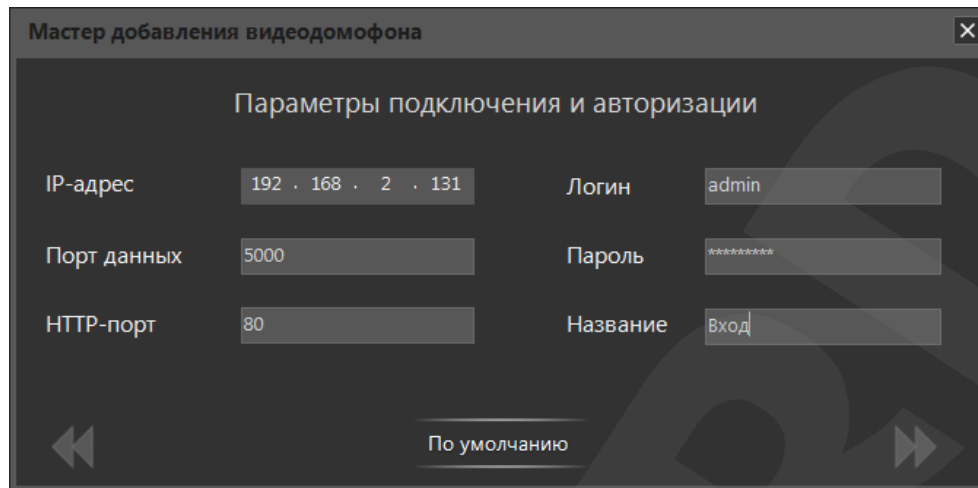 Мастер добавления видеодомофона
Параметры подключения и авторизации
IP-адрес 192 . 168 . 2 . 131 Логин admin
Порт данных 5000 Пароль *********
HTTP-порт 80 Название Вход
По умолчанию